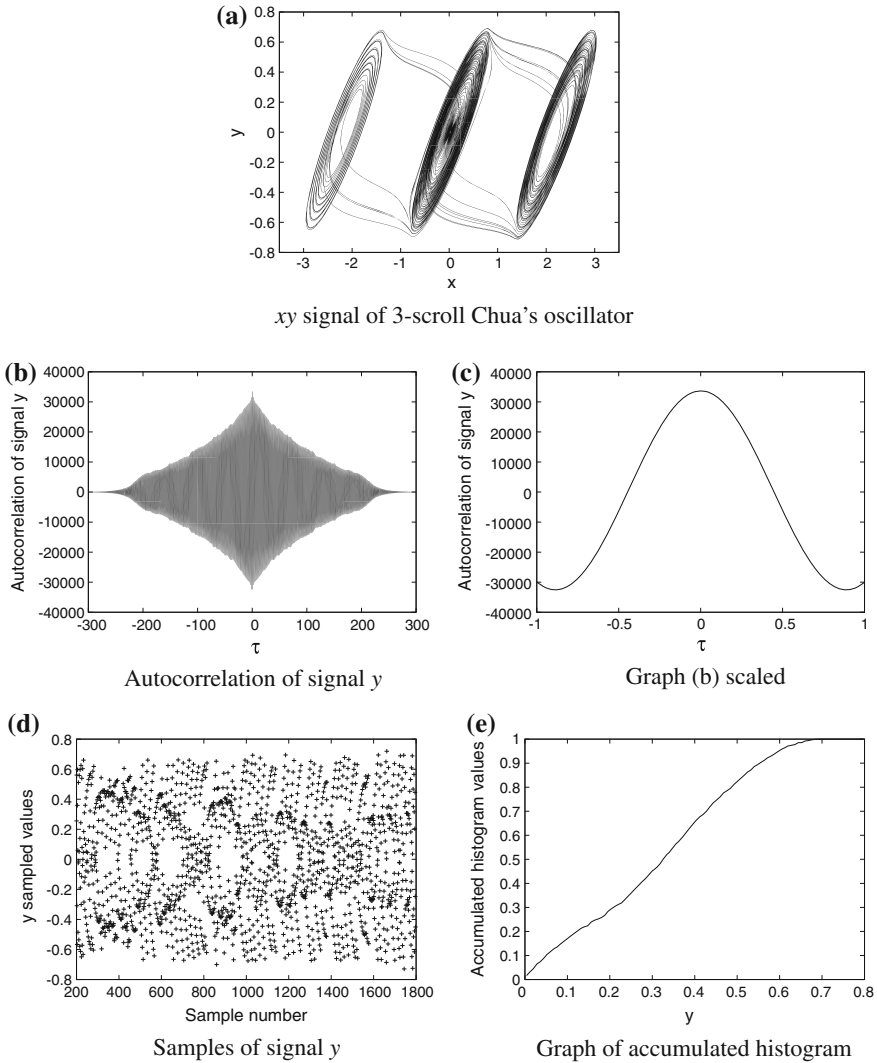 (a)
0.8
0.6
0.4
0.2
0
-0.2
-0.4
-0.6
-0.8
y
-3 -2 -1 0 1 2 3
x
xy signal of 3-scroll Chua's oscillator
(b)
40000
30000
20000
10000
0
-10000
-20000
-30000
40000
Autocorrelation of signal y
-300 -200 -100 0 100 200 300
τ
Autocorrelation of signal y
(c)
40000
30000
20000
10000
0
-10000
-20000
-30000
40000
Autocorrelation of signal y
-1 -0.5 0 0.5 1
τ
Graph (b) scaled
(d)
0.8
0.6
0.4
0.2
0
-0.2
-0.4
-0.6
-0.8
y sampled values
200 400 600 800 1000 1200 1400 1600 1800
Sample number
Samples of signal y
(e)
1
0.9
0.8
0.7
0.6
0.5
0.4
0.3
0.2
0.1
0
Accumulated histogram values
0 0.1 0.2 0.3 0.4 0.5 0.6 0.7 0.8
y
Graph of accumulated histogram